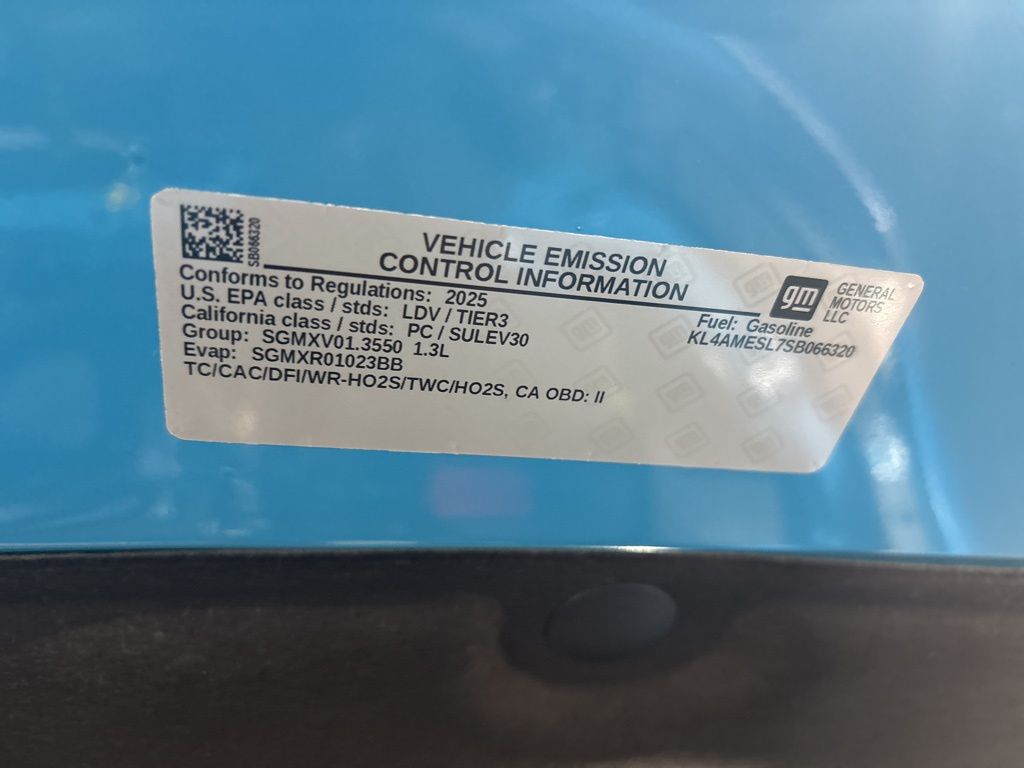 SB066320
VEHICLE EMISSION
CONTROL INFORMATION
gm
GENERAL
MOTORS
LLC
Conforms to Regulations: 2025
U.S. EPA class / stds: LDV / TIER3
California class / stds: PC / SULEV30
Group: SGMXV01.3550 1.3L
Evap: SGMXR01023BB
TC/CAC/DFI/WR-HO2S/TWC/HO2S, CA OBD: II
Fuel: Gasoline
KL4AMESL7SB066320